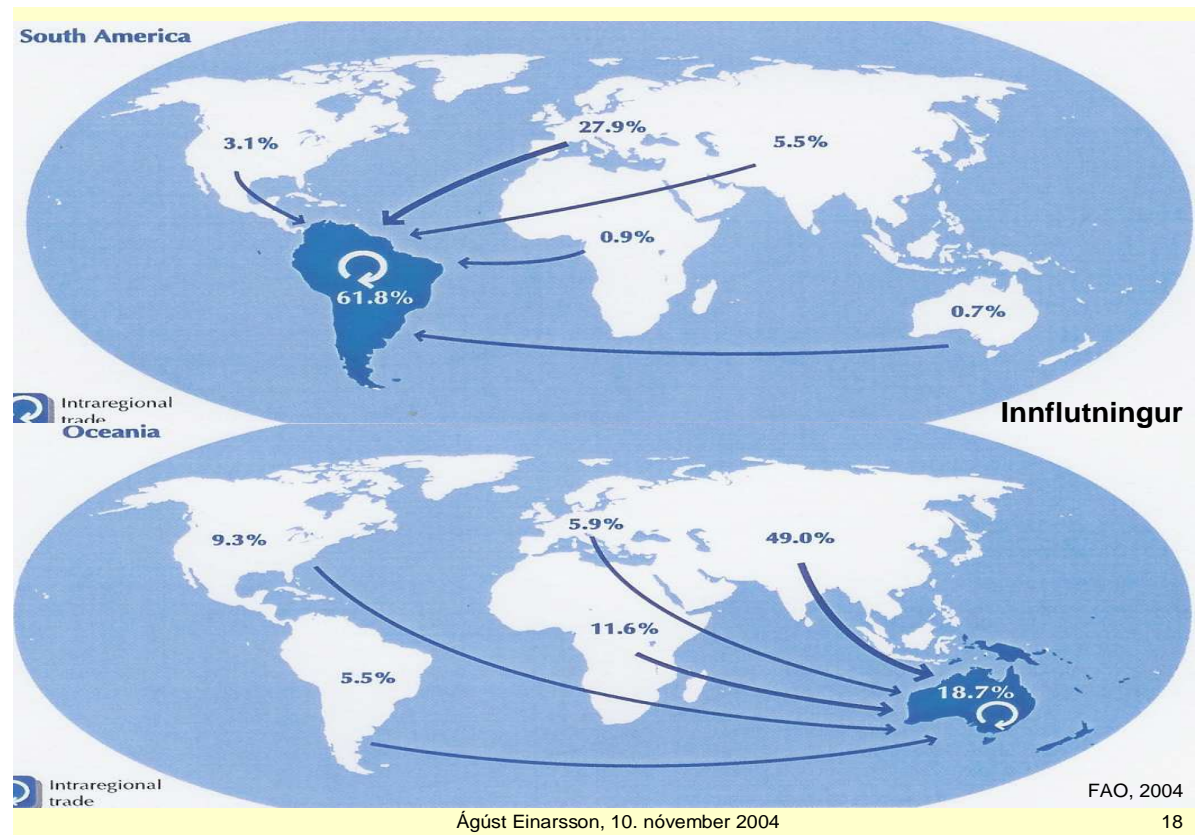 South America
3.1%
27.9%
5.5%
0.9%
61.8%
0.7%
Intraregional
trade
Innflutningur
Oceania
9.3%
5.9%
49.0%
11.6%
5.5%
18.7%
Intraregional
trade
FAO, 2004
Ágúst Einarsson, 10. nóvember 2004
18